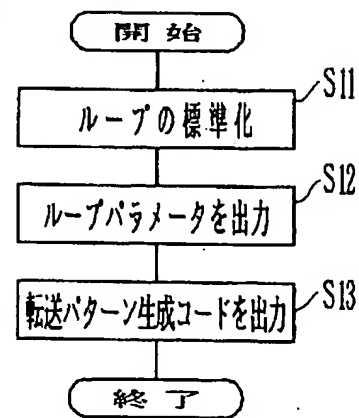 開始
S11
ループの標準化
S12
ループパラメータを出力
S13
転送パターン生成コードを出力
終了